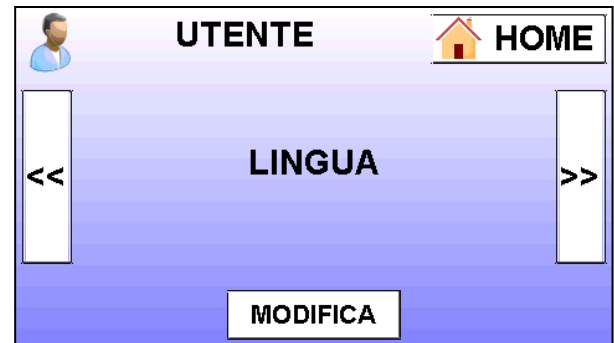 UTENTE
HOME
<<
LINGUA
>>
MODIFICA